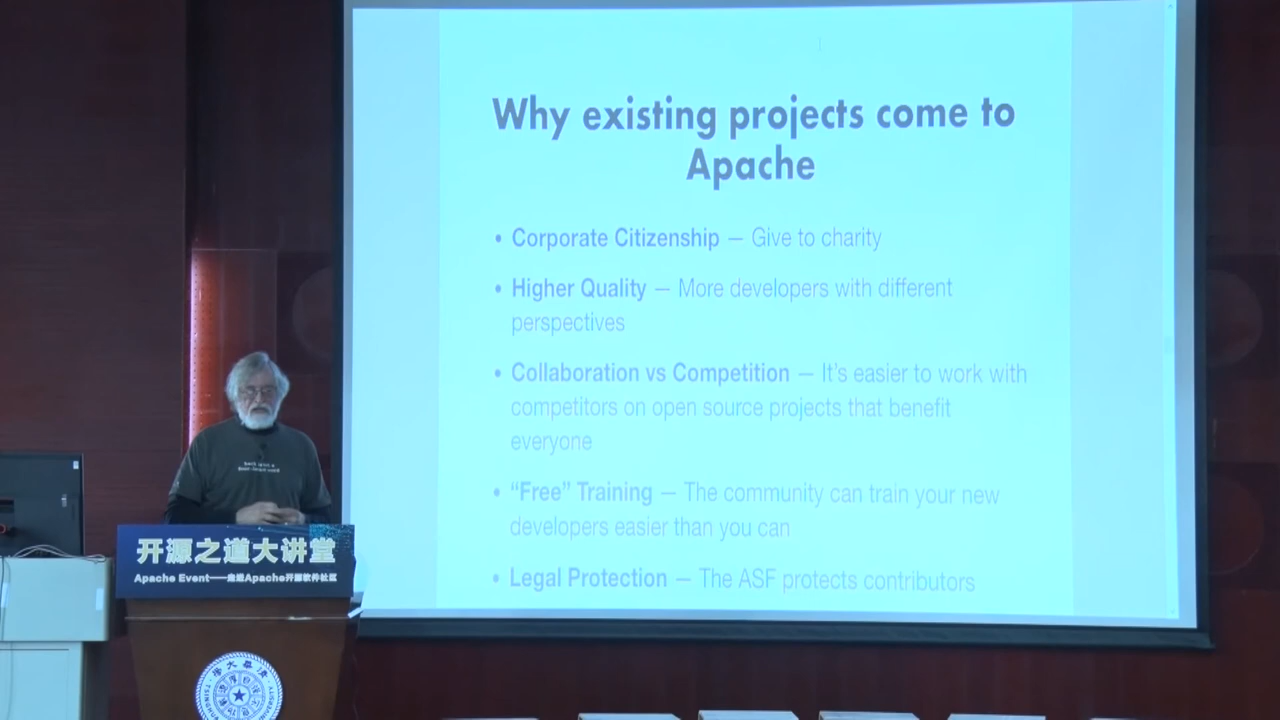 Why existing projects come to
Apache
• Corporate Citizenship — Give to charity
• Higher Quality — More developers with different
perspectives
• Collaboration vs Competition — It's easier to work with
competitors on open source projects that benefit
everyone
• "Free" Training — The community can train your new
developers easier than you can
• Legal Protection — The ASF protects contributors
开源之道大讲堂
Apache Event——走进Apache开源软件社区